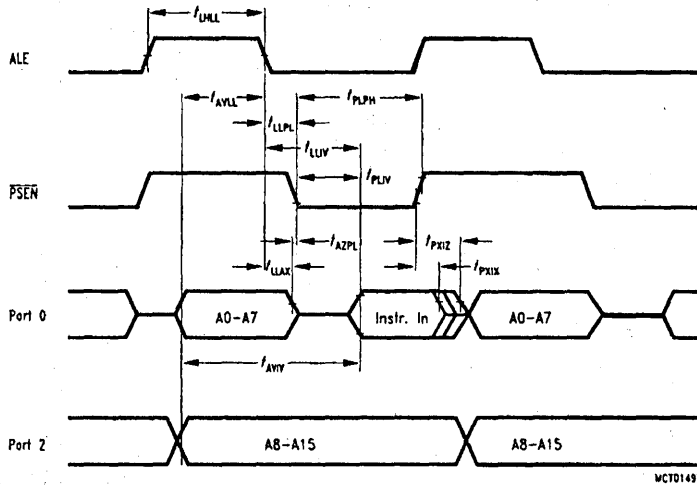 tLHLL
ALE
tAVLL
tPLPH
tLLPL
tLLIV
tPLIV
PSEN
tAZPL
tPXIZ
tLLAX
tPXIX
Port 0
A0-A7
Instr. In
A0-A7
tAVIV
Port 2
A8-A15
A8-A15
MCT0149